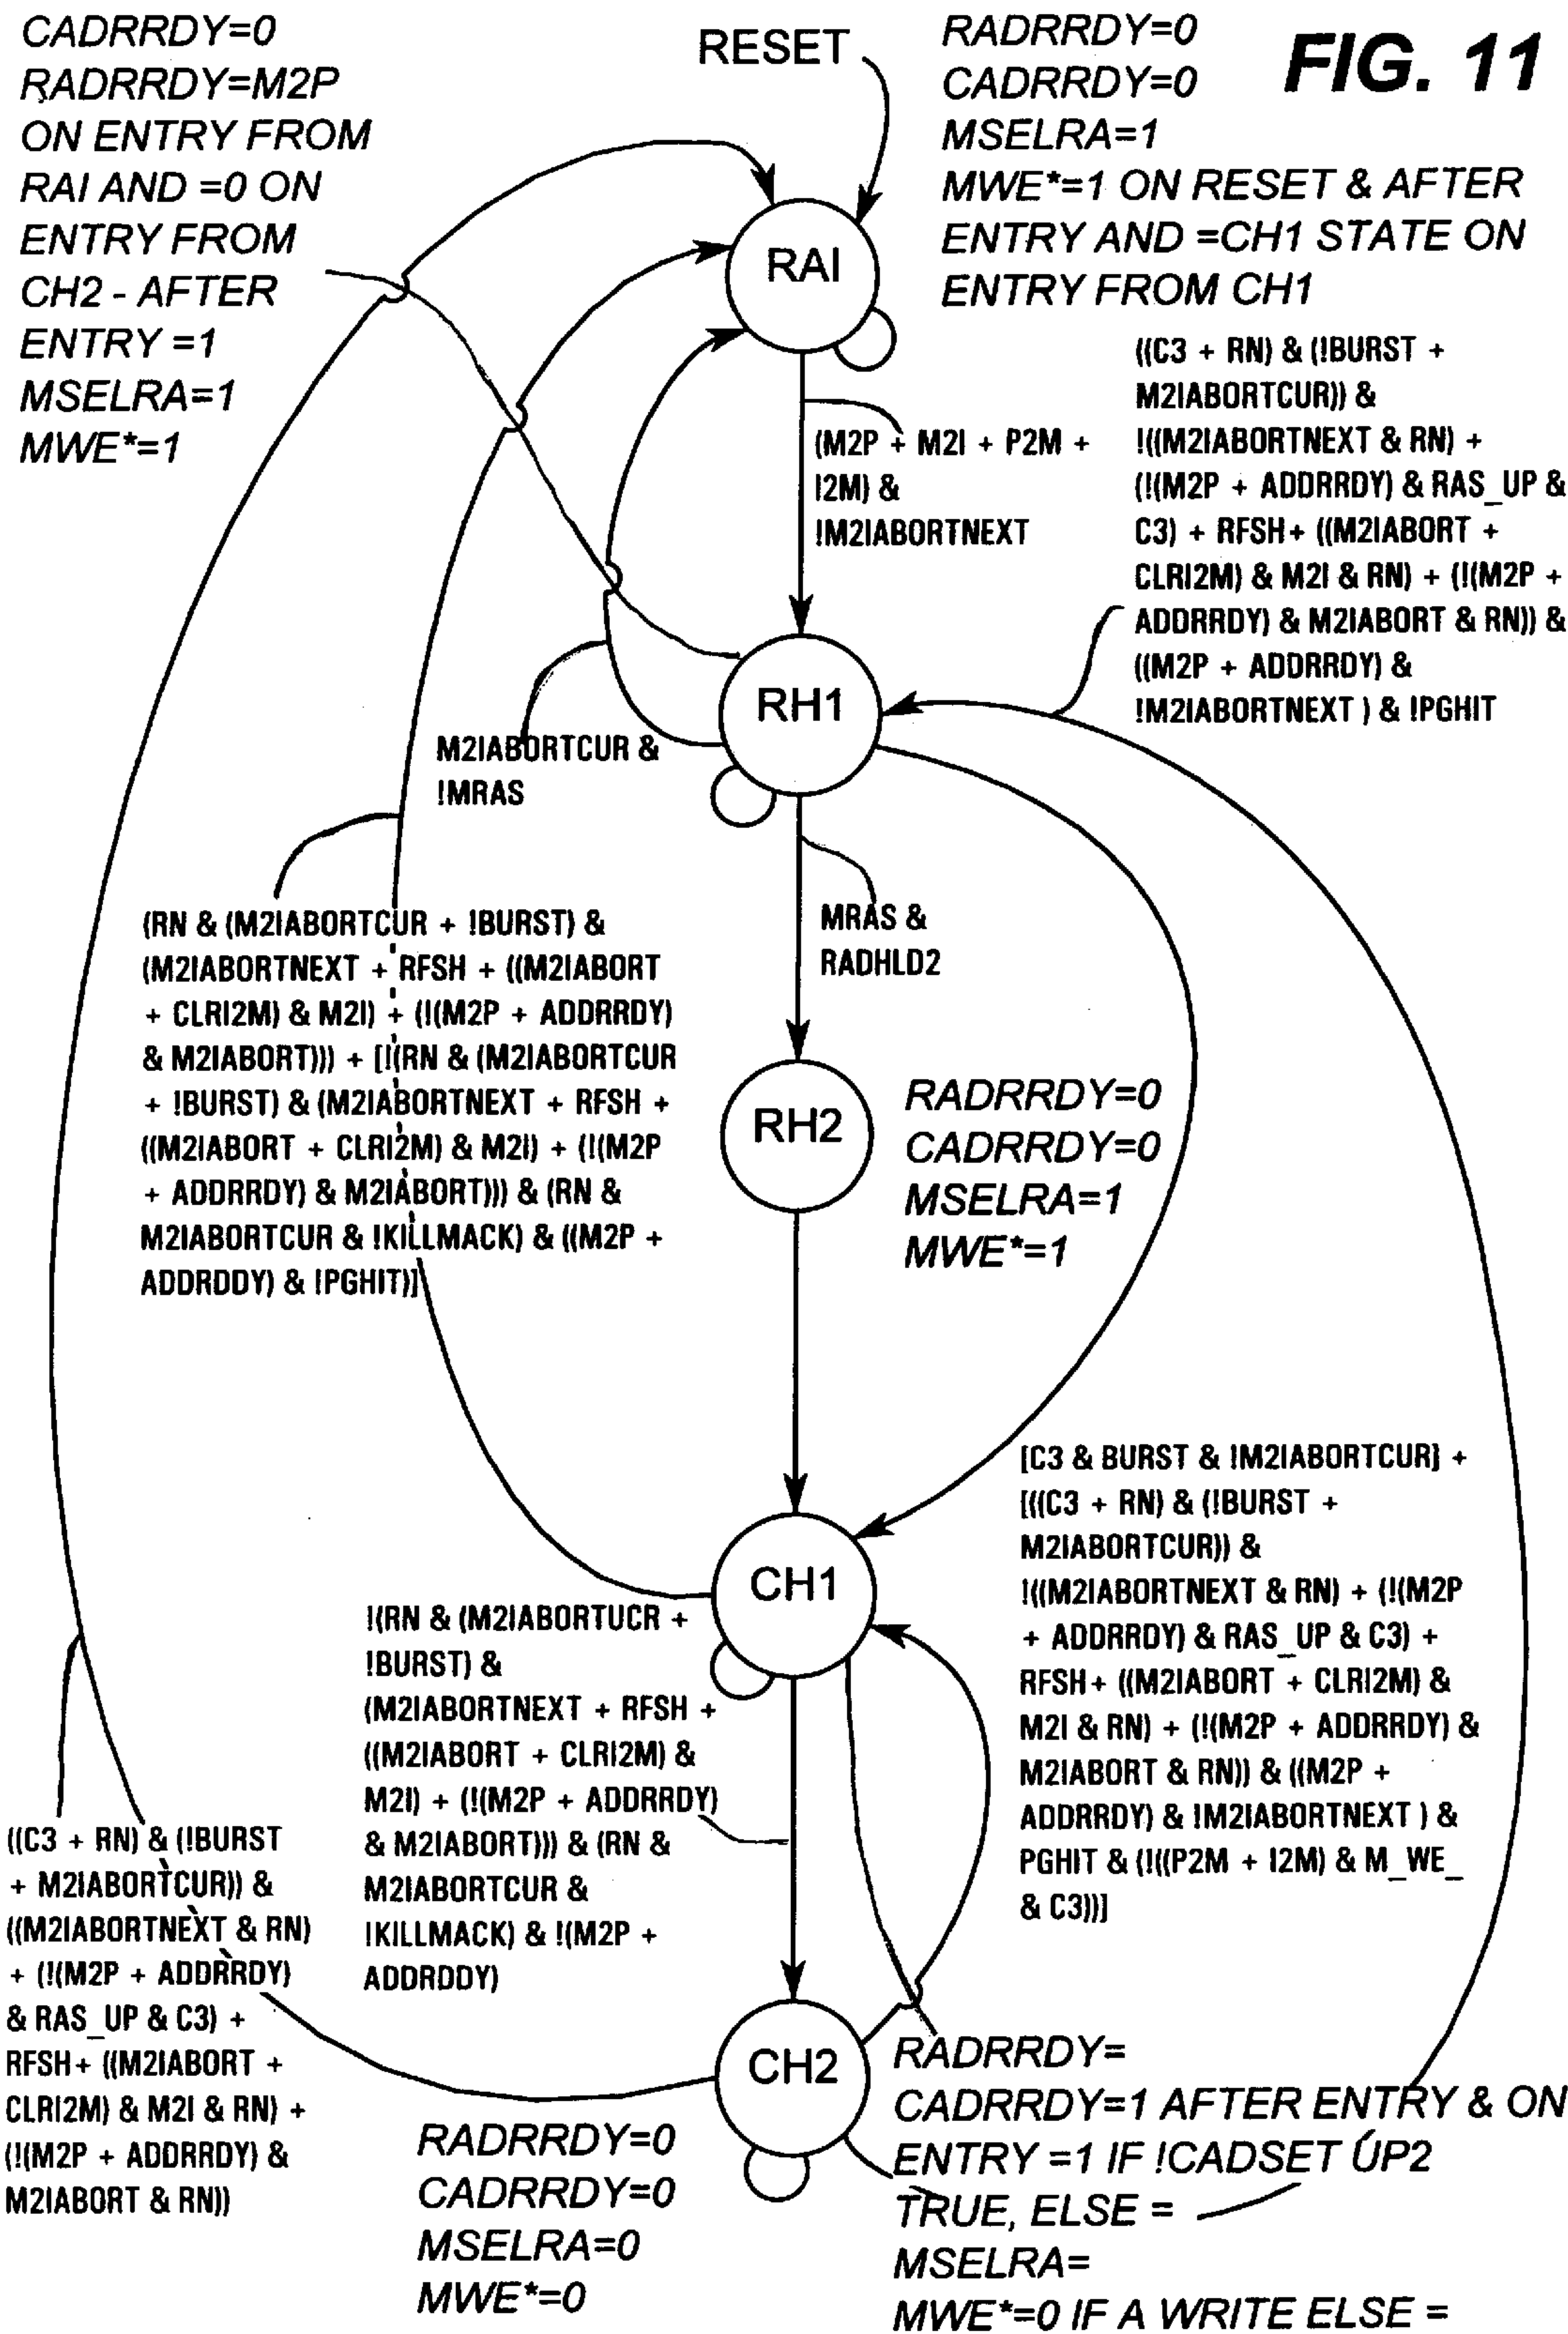 CADRRDY=0
RADRRDY=M2P
ON ENTRY FROM
RAI AND =0 ON
ENTRY FROM
CH2 - AFTER
ENTRY =1
MSELRA=1
MWE*=1
RESET
RADRRDY=0
CADRRDY=0
MSELRA=1
MWE*=1 ON RESET & AFTER
ENTRY AND =CH1 STATE ON
ENTRY FROM CH1
FIG. 11
RAI
(M2P + M2I + P2M +
I2M) &
!M2IABORTNEXT
((C3 + RN) & (!BURST +
M2IABORTCUR)) &
!((M2IABORTNEXT & RN) +
(!(M2P + ADDRRDY) & RAS_UP &
C3) + RFSH+ ((M2IABORT +
CLRI2M) & M2I & RN) + (!(M2P +
ADDRRDY) & M2IABORT & RN)) &
((M2P + ADDRRDY) &
!M2IABORTNEXT ) & !PGHIT
RH1
M2IABORTCUR &
!MRAS
MRAS &
RADHLD2
(RN & (M2IABORTCUR + !BURST) &
(M2IABORTNEXT + RFSH + ((M2IABORT
+ CLRI2M) & M2I) + (!(M2P + ADDRRDY)
& M2IABORT))) + [!(RN & (M2IABORTCUR
+ !BURST) & (M2IABORTNEXT + RFSH +
((M2IABORT + CLRI2M) & M2I) + (!(M2P
+ ADDRRDY) & M2IABORT))) & (RN &
M2IABORTCUR & !KILLMACK) & ((M2P +
ADDRDDY) & !PGHIT)]
RH2
RADRRDY=0
CADRRDY=0
MSELRA=1
MWE*=1
CH1
[C3 & BURST & !M2IABORTCUR] +
[((C3 + RN) & (!BURST +
M2IABORTCUR)) &
!((M2IABORTNEXT & RN) + (!(M2P
+ ADDRRDY) & RAS_UP & C3) +
RFSH+ ((M2IABORT + CLRI2M) &
M2I & RN) + (!(M2P + ADDRRDY) &
M2IABORT & RN)) & ((M2P +
ADDRRDY) & !M2IABORTNEXT ) &
PGHIT & (!((P2M + I2M) & M_WE_
& C3))]
!(RN & (M2IABORTUCR +
!BURST) &
(M2IABORTNEXT + RFSH +
((M2IABORT + CLRI2M) &
M2I) + (!(M2P + ADDRRDY)
& M2IABORT))) & (RN &
M2IABORTCUR &
!KILLMACK) & !(M2P +
ADDRDDY)
((C3 + RN) & (!BURST
+ M2IABORTCUR)) &
((M2IABORTNEXT & RN)
+ (!(M2P + ADDRRDY)
& RAS_UP & C3) +
RFSH+ ((M2IABORT +
CLRI2M) & M2I & RN) +
(!(M2P + ADDRRDY) &
M2IABORT & RN))
CH2
RADRRDY=0
CADRRDY=0
MSELRA=0
MWE*=0
RADRRDY=
CADRRDY=1 AFTER ENTRY & ON
ENTRY =1 IF !CADSET UP2
TRUE, ELSE =
MSELRA=
MWE*=0 IF A WRITE ELSE =